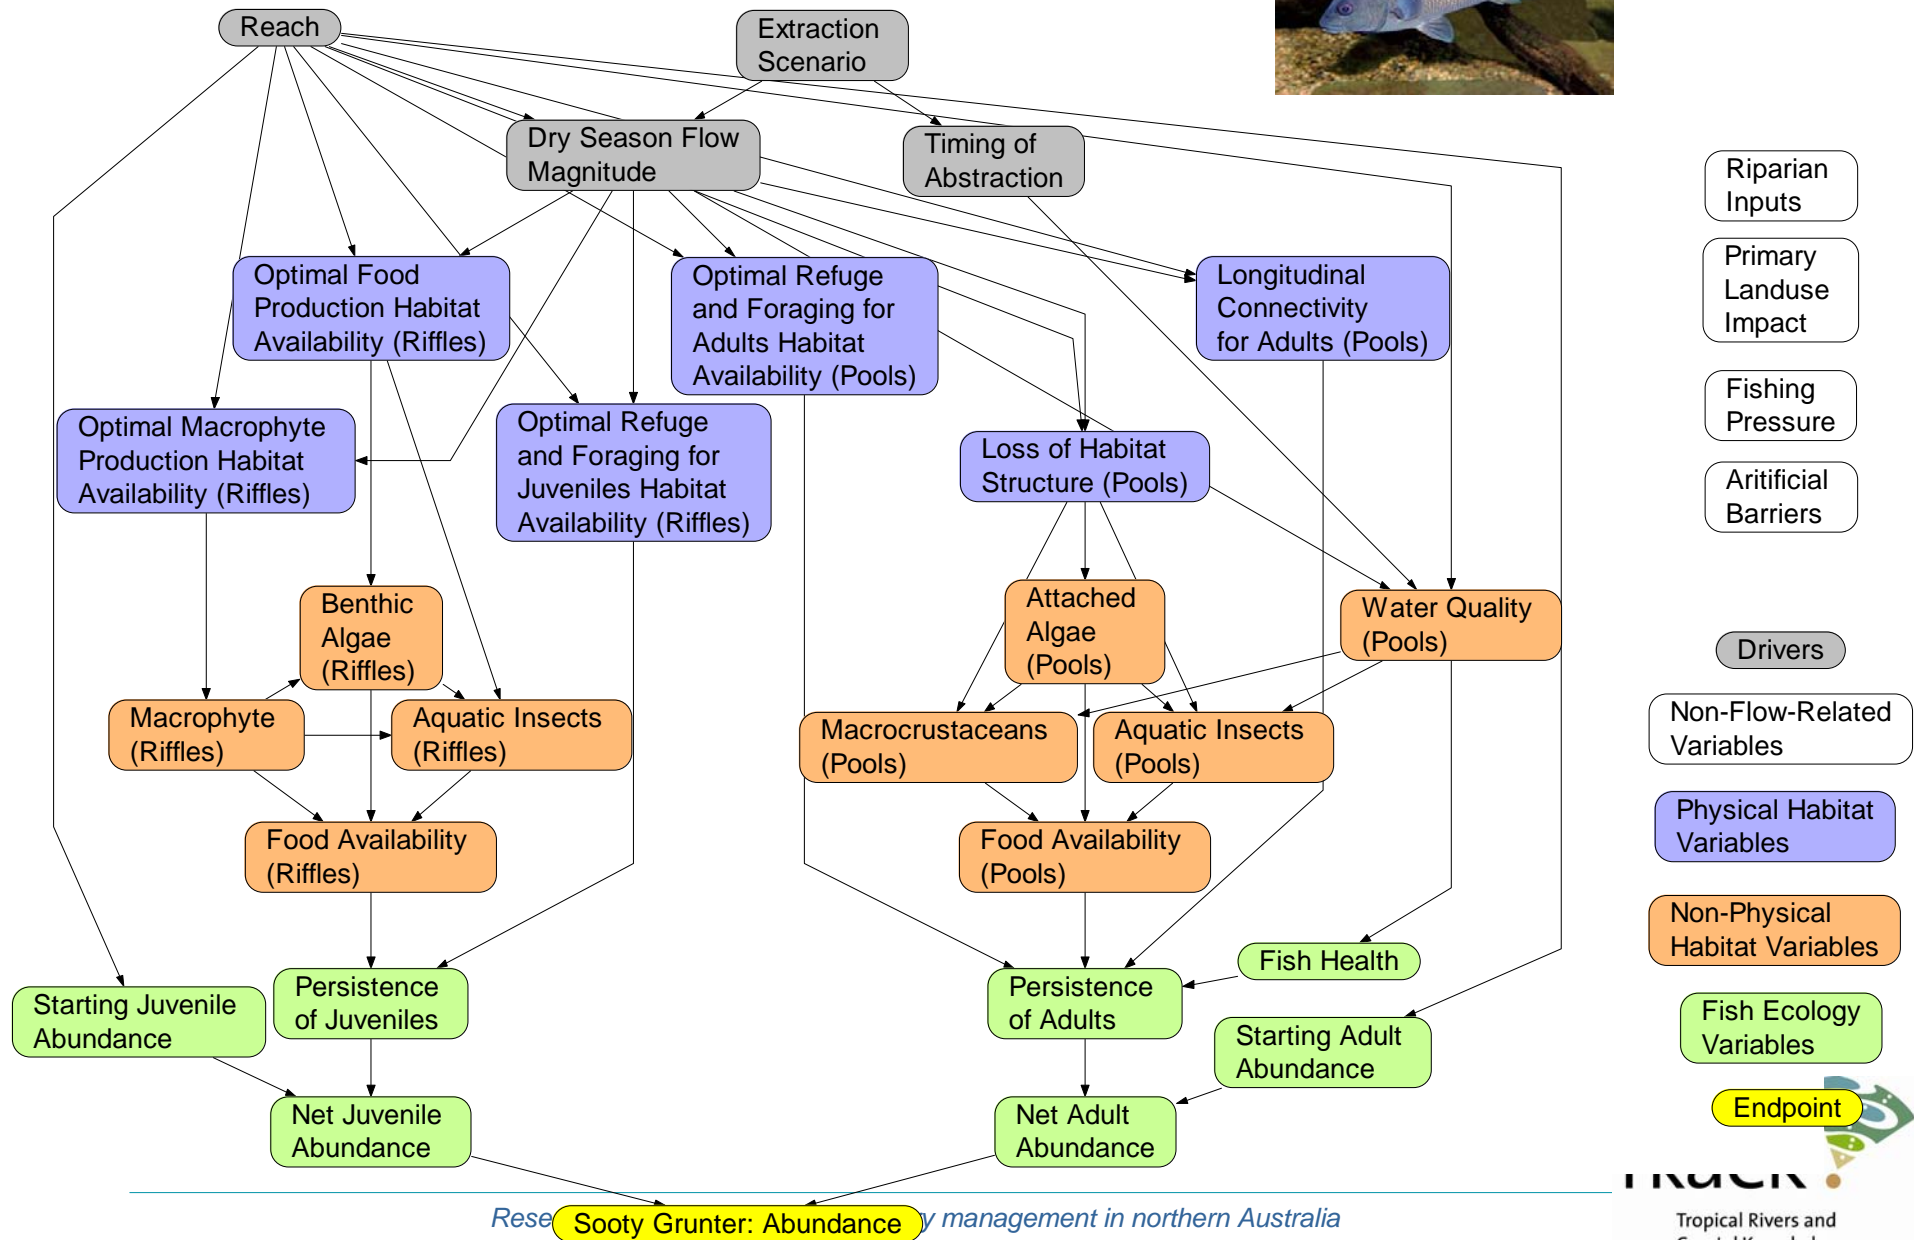 Reach
Extraction
Scenario
Dry Season Flow
Magnitude
Timing of
Abstraction
Riparian
Inputs
Primary
Landuse
Impact
Optimal Food
Production Habitat
Availability (Riffles)
Optimal Refuge
and Foraging for
Adults Habitat
Availability (Pools)
Longitudinal
Connectivity
for Adults (Pools)
Fishing
Pressure
Optimal Macrophyte
Production Habitat
Availability (Riffles)
Optimal Refuge
and Foraging for
Juveniles Habitat
Availability (Riffles)
Loss of Habitat
Structure (Pools)
Aritificial
Barriers
Benthic
Algae
(Riffles)
Attached
Algae
(Pools)
Water Quality
(Pools)
Drivers
Macrophyte
(Riffles)
Aquatic Insects
(Riffles)
Macrocrustaceans
(Pools)
Aquatic Insects
(Pools)
Non-Flow-Related
Variables
Physical Habitat
Variables
Food Availability
(Riffles)
Food Availability
(Pools)
Non-Physical
Habitat Variables
Fish Health
Starting Juvenile
Abundance
Persistence
of Juveniles
Persistence
of Adults
Starting Adult
Abundance
Fish Ecology
Variables
Net Juvenile
Abundance
Net Adult
Abundance
Endpoint
Sooty Grunter: Abundance
management in northern Australia
Tropical Rivers and